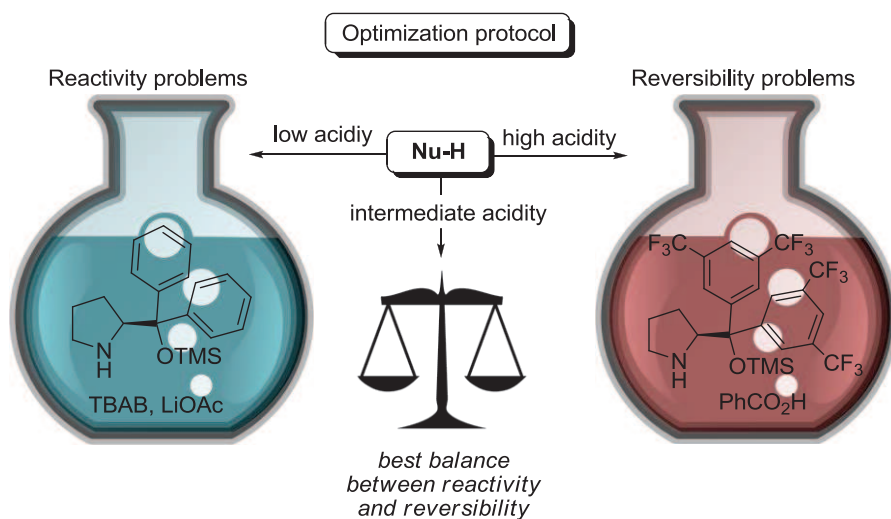 Optimization protocol
Reactivity problems
Reversibility problems
low acidiy
Nu-H
high acidity
intermediate acidity
N
H
OTMS
TBAB, LiOAc
F3C
CF3
CF3
N
H
OTMS
CF3
PhCO2H
best balance
between reactivity
and reversibility